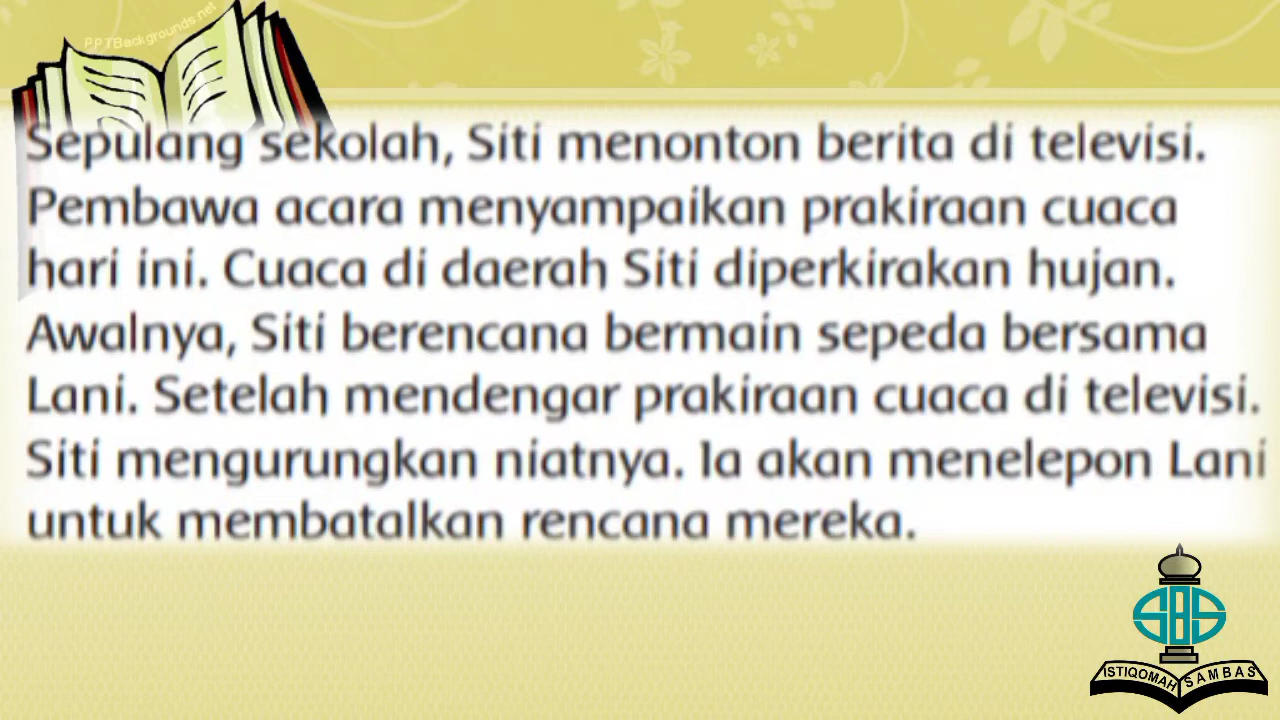 PPTBackgrounds.net
Sepulang sekolah, Siti menonton berita di televisi.
Pembawa acara menyampaikan prakiraan cuaca
hari ini. Cuaca di daerah Siti diperkirakan hujan.
Awalnya, Siti berencana bermain sepeda bersama
Lani. Setelah mendengar prakiraan cuaca di televisi.
Siti mengurungkan niatnya. Ia akan menelepon Lani
untuk membatalkan rencana mereka.
SBS
ISTIQOMAH SAMBAS